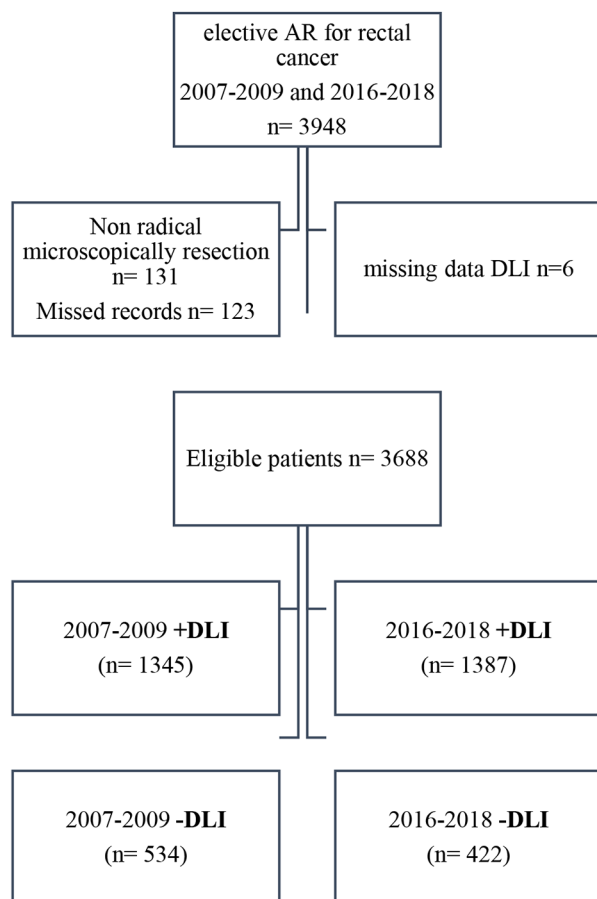 elective AR for rectal
cancer
2007-2009 and 2016-2018
n= 3948
Non radical
microscopically resection
n= 131
Missed records n= 123
missing data DLI n=6
Eligible patients n= 3688
2007-2009 +DLI
(n= 1345)
2016-2018 +DLI
(n= 1387)
2007-2009 -DLI
(n= 534)
2016-2018 -DLI
(n= 422)